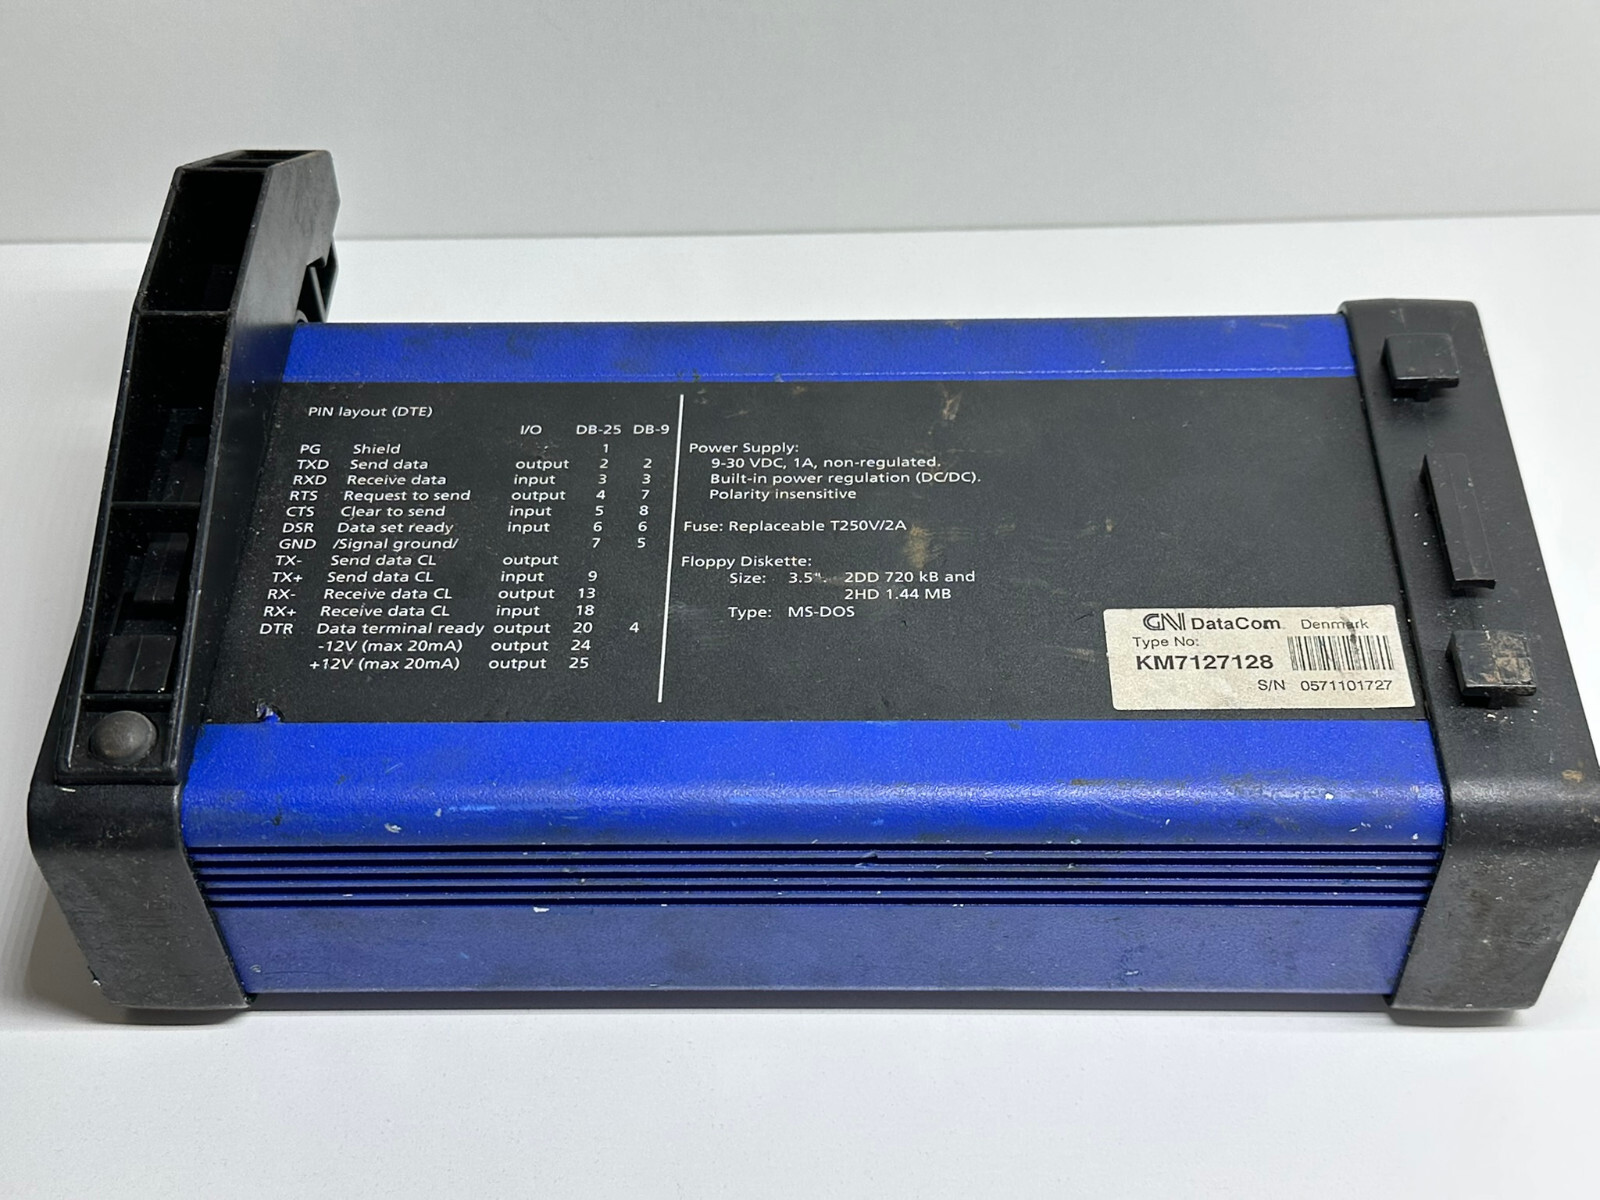 PIN layout (DTE)
I/O DB-25 DB-9
PG Shield 1
TXD Send data output 2 2
RXD Receive data input 3 3
RTS Request to send output 4 7
CTS Clear to send input 5 8
DSR Data set ready input 6 6
GND /Signal ground/ 7 5
TX- Send data CL output
TX+ Send data CL input 9
RX- Receive data CL output 13
RX+ Receive data CL input 18
DTR Data terminal ready output 20 4
-12V (max 20mA) output 24
+12V (max 20mA) output 25
Power Supply:
9-30 VDC, 1A, non-regulated.
Built-in power regulation (DC/DC).
Polarity insensitive
Fuse: Replaceable T250V/2A
Floppy Diskette:
Size: 3.5". 2DD 720 kB and
2HD 1.44 MB
Type: MS-DOS
GN DataCom Denmark
Type No:
KM7127128
S/N 0571101727